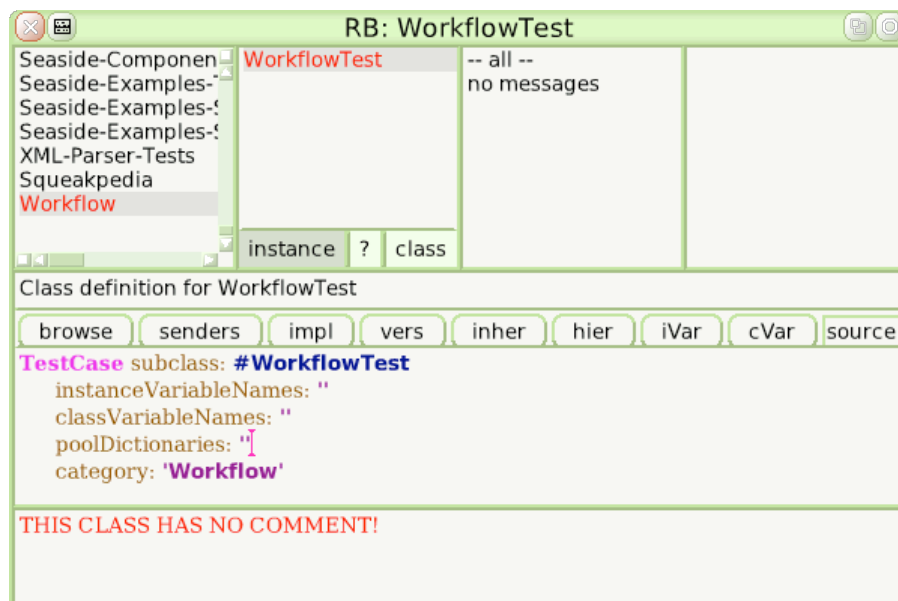 RB: WorkflowTest
Seaside-Componen
Seaside-Examples-
Seaside-Examples-
Seaside-Examples-
XML-Parser-Tests
Squeakpedia
Workflow
WorkflowTest
instance ? class
-- all --
no messages
Class definition for WorkflowTest
browse senders impl vers inher hier iVar cVar source
TestCase subclass: #WorkflowTest
instanceVariableNames: ''
classVariableNames: ''
poolDictionaries: ''
category: 'Workflow'
THIS CLASS HAS NO COMMENT!